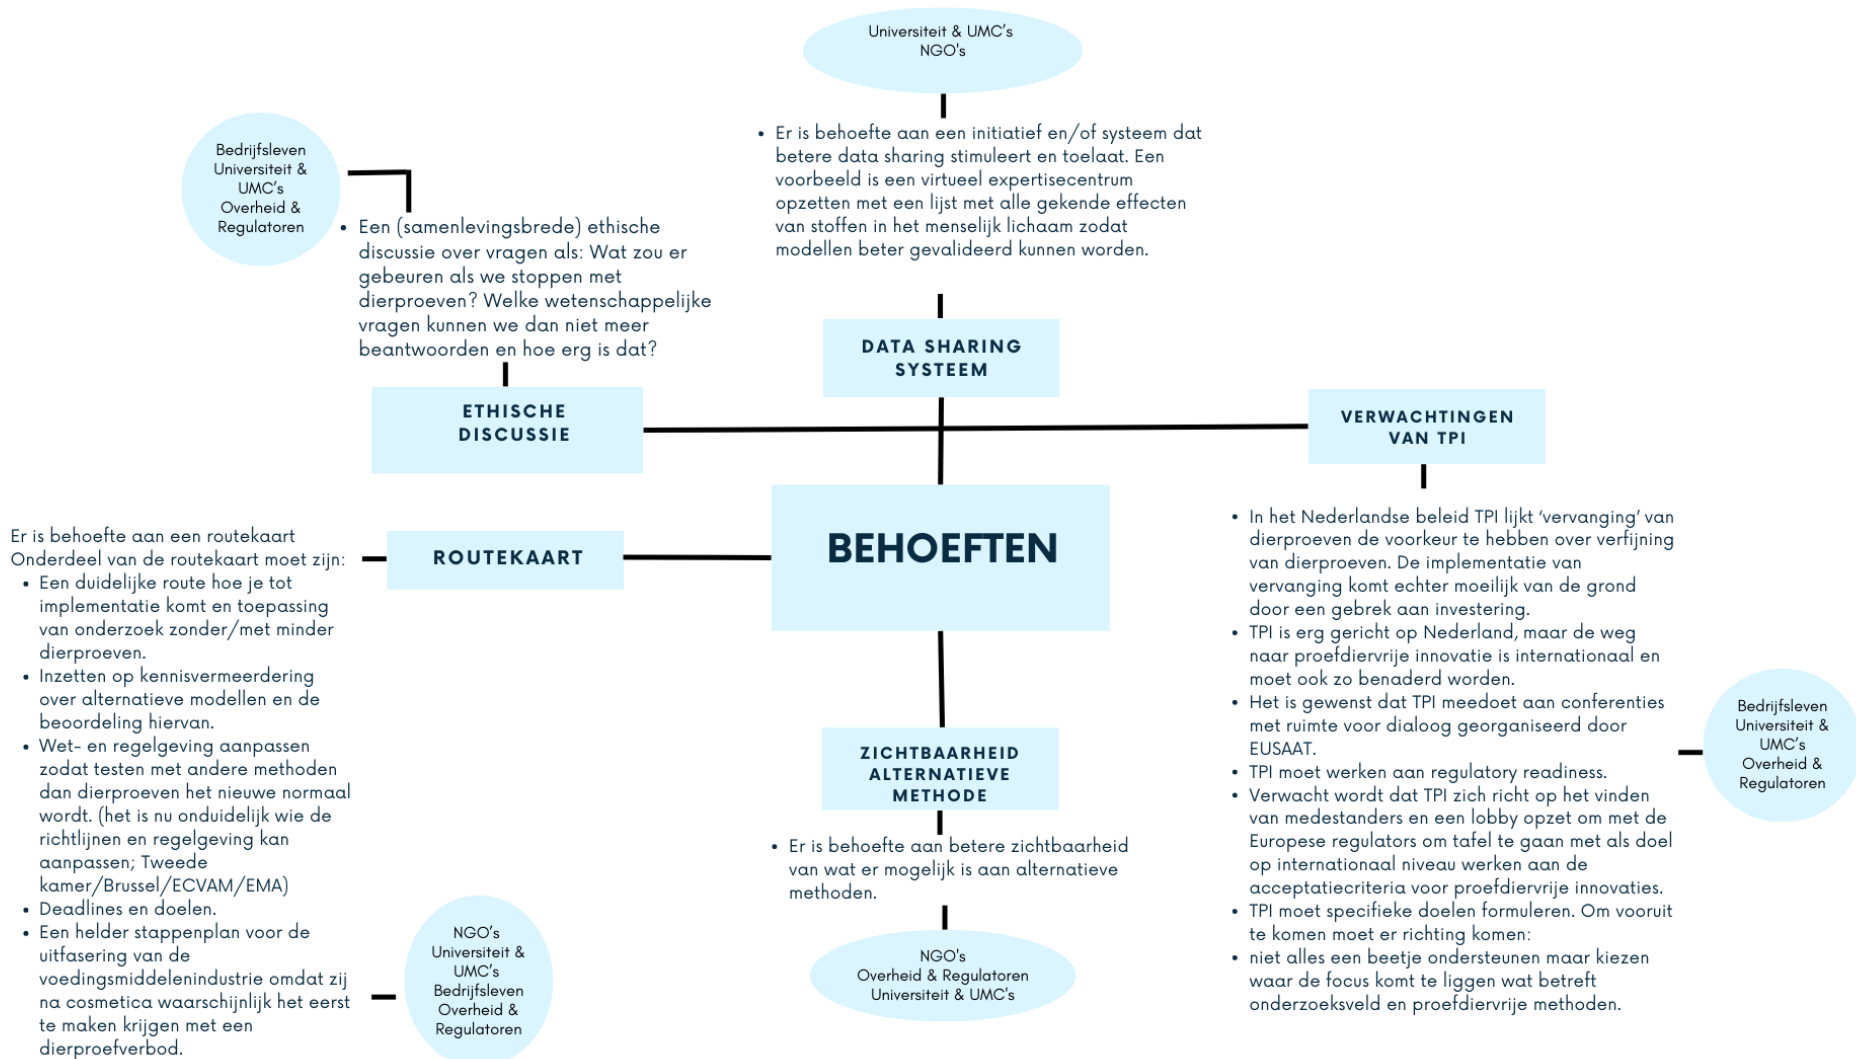 Universiteit & UMC's
NGO's
• Er is behoefte aan een initiatief en/of systeem dat
betere data sharing stimuleert en toelaat. Een
voorbeeld is een virtueel expertisecentrum
opzetten met een lijst met alle gekende effecten
van stoffen in het menselijk lichaam zodat
modellen beter gevalideerd kunnen worden.
DATA SHARING
SYSTEEM
Bedrijfsleven
Universiteit &
UMC's
Overheid &
Regulatoren
• Een (samenlevingsbrede) ethische
discussie over vragen als: Wat zou er
gebeuren als we stoppen met
dierproeven? Welke wetenschappelijke
vragen kunnen we dan niet meer
beantwoorden en hoe erg is dat?
ETHISCHE
DISCUSSIE
VERWACHTINGEN
VAN TPI
BEHOEFTEN
ROUTEKAART
Er is behoefte aan een routekaart
Onderdeel van de routekaart moet zijn:
• Een duidelijke route hoe je tot
implementatie komt en toepassing
van onderzoek zonder/met minder
dierproeven.
• Inzetten op kennisvermeerdering
over alternatieve modellen en de
beoordeling hiervan.
• Wet- en regelgeving aanpassen
zodat testen met andere methoden
dan dierproeven het nieuwe normaal
wordt. (het is nu onduidelijk wie de
richtlijnen en regelgeving kan
aanpassen; Tweede
kamer/Brussel/ECVAM/EMA)
• Deadlines en doelen.
• Een helder stappenplan voor de
uitfasering van de
voedingsmiddelenindustrie omdat zij
na cosmetica waarschijnlijk het eerst
te maken krijgen met een
dierproefverbod.
NGO's
Universiteit &
UMC's
Bedrijfsleven
Overheid &
Regulatoren
ZICHTBAARHEID
ALTERNATIEVE
METHODE
• Er is behoefte aan betere zichtbaarheid
van wat er mogelijk is aan alternatieve
methoden.
NGO's
Overheid & Regulatoren
Universiteit & UMC's
• In het Nederlandse beleid TPI lijkt ‘vervanging’ van
dierproeven de voorkeur te hebben over verfijning
van dierproeven. De implementatie van
vervanging komt echter moeilijk van de grond
door een gebrek aan investering.
• TPI is erg gericht op Nederland, maar de weg
naar proefdiervrije innovatie is internationaal en
moet ook zo benaderd worden.
• Het is gewenst dat TPI meedoet aan conferenties
met ruimte voor dialoog georganiseerd door
EUSAAT.
• TPI moet werken aan regulatory readiness.
• Verwacht wordt dat TPI zich richt op het vinden
van medestanders en een lobby opzet om met de
Europese regulators om tafel te gaan met als doel
op internationaal niveau werken aan de
acceptatiecriteria voor proefdiervrije innovaties.
• TPI moet specifieke doelen formuleren. Om vooruit
te komen moet er richting komen:
• niet alles een beetje ondersteunen maar kiezen
waar de focus komt te liggen wat betreft
onderzoeksveld en proefdiervrije methoden.
Bedrijfsleven
Universiteit &
UMC's
Overheid &
Regulatoren